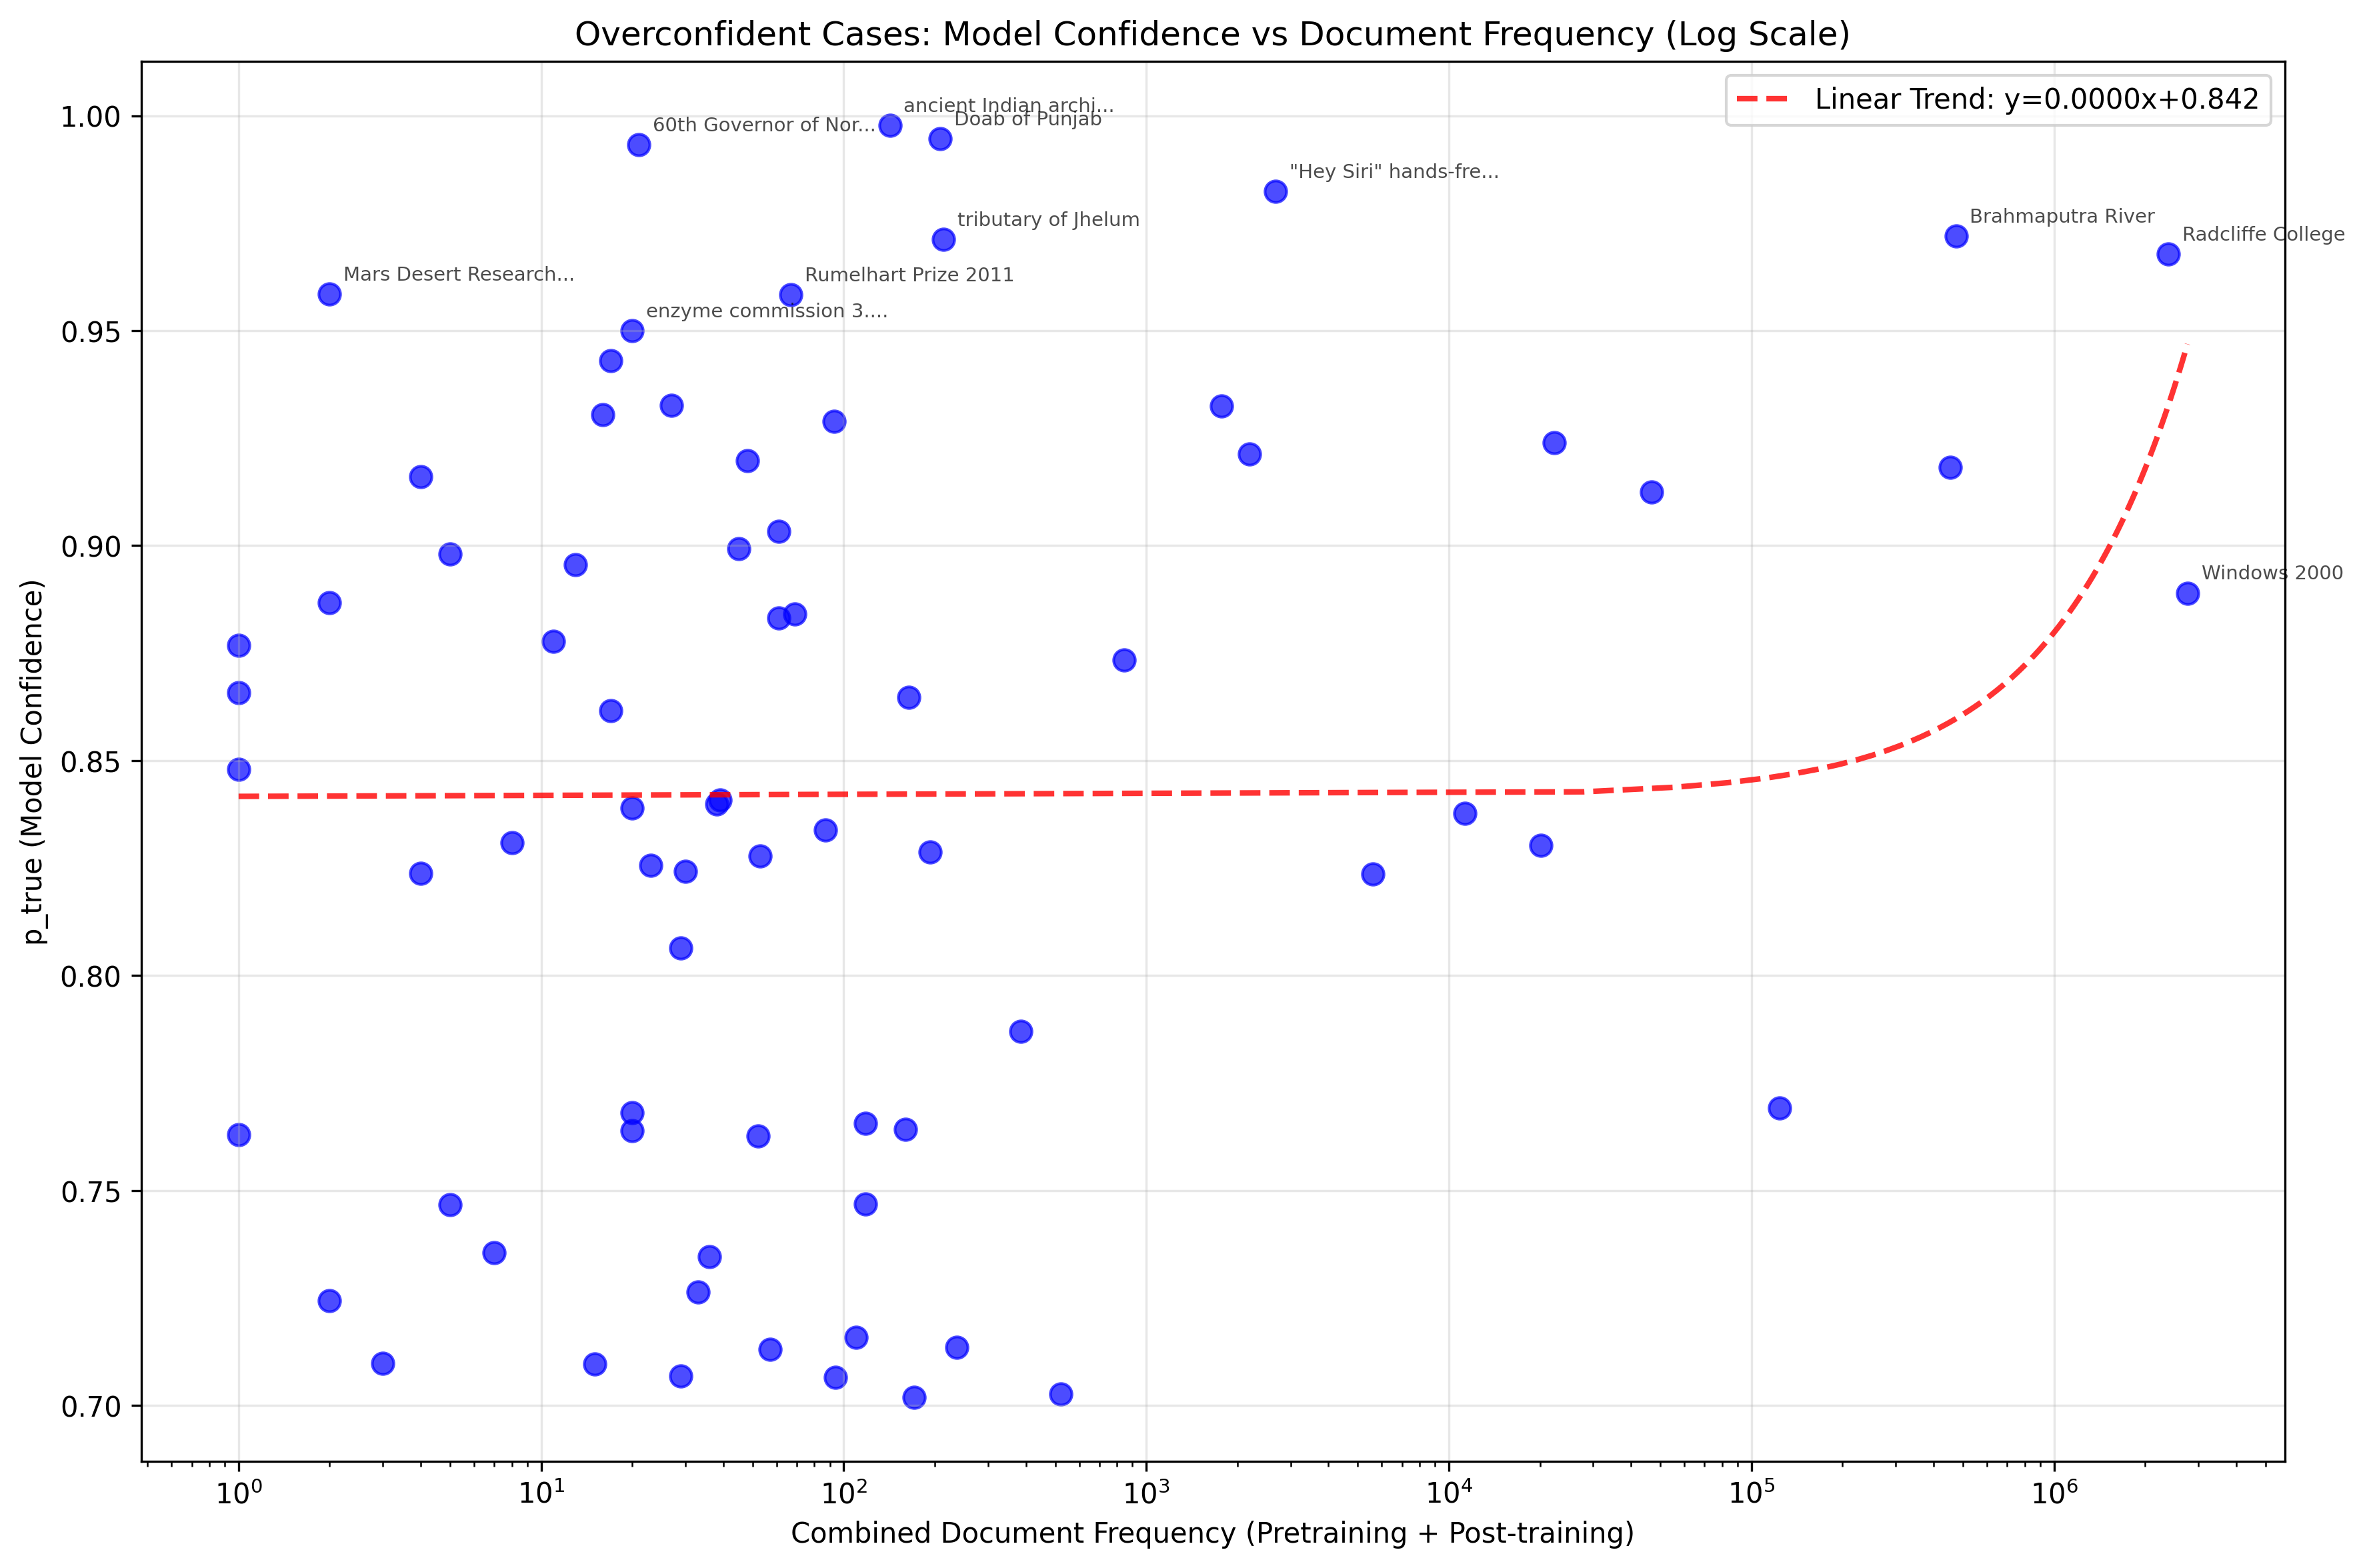 Overconfident Cases: Model Confidence vs Document Frequency (Log Scale)
Linear Trend: y=0.0000x+0.842
ancient Indian archi...
Doab of Punjab
60th Governor of Nor...
"Hey Siri" hands-fre...
tributary of Jhelum
Brahmaputra River
Radcliffe College
Mars Desert Research...
Rumelhart Prize 2011
enzyme commission 3....
Windows 2000
p_true (Model Confidence)
1.00
0.95
0.90
0.85
0.80
0.75
0.70
10⁰ 10¹ 10² 10³ 10⁴ 10⁵ 10⁶
Combined Document Frequency (Pretraining + Post-training)